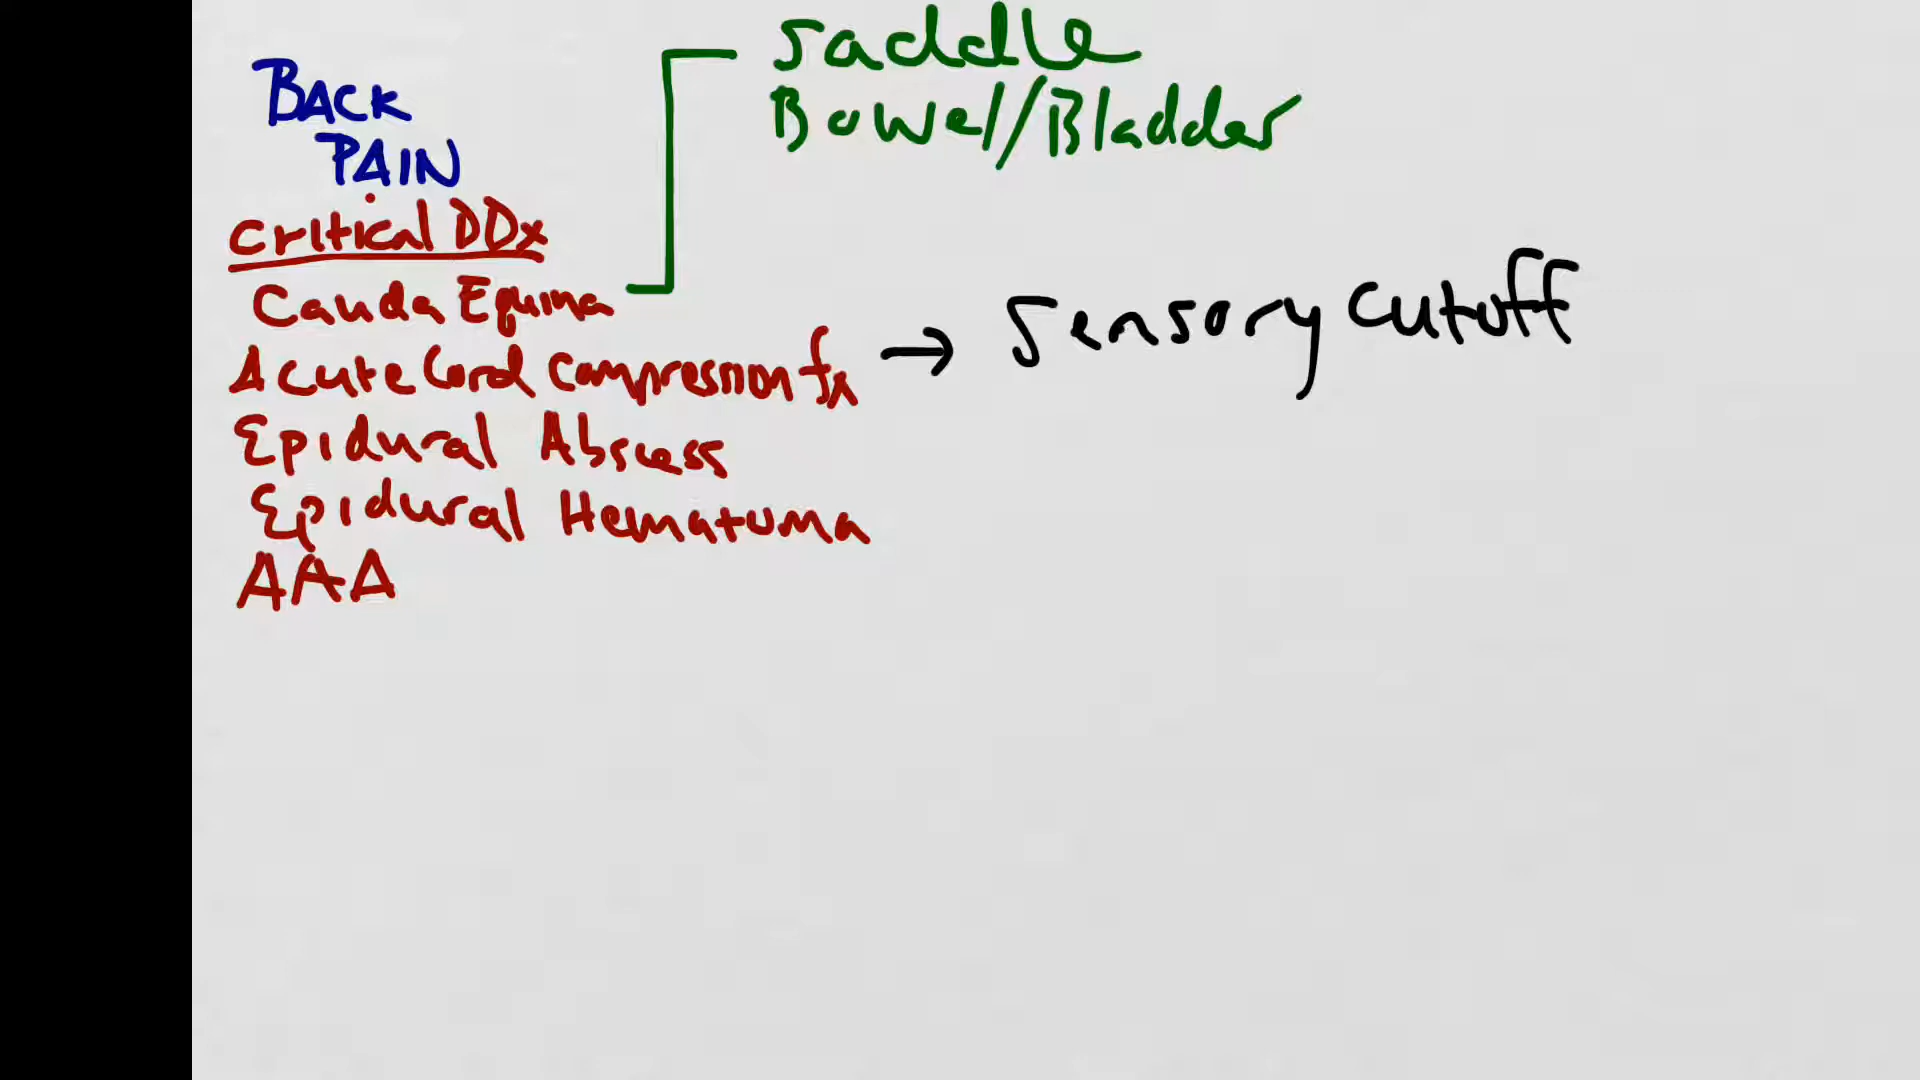 BACK
PAIN
Critical DDx
Cauda Equina
Acute Cord Compression fx
Epidural Abscess
Epidural Hematoma
AAA
Saddle
Bowel/Bladder
→ Sensory Cutoff